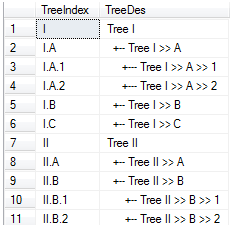 TreeIndex TreeDes
1 I Tree I
2 I.A +-- Tree I >> A
3 I.A.1 +--- Tree I >> A >> 1
4 I.A.2 +--- Tree I >> A >> 2
5 I.B +-- Tree I >> B
6 I.C +-- Tree I >> C
7 II Tree II
8 II.A +-- Tree II >> A
9 II.B +-- Tree II >> B
10 II.B.1 +-- Tree II >> B >> 1
11 II.B.2 +-- Tree II >> B >> 2